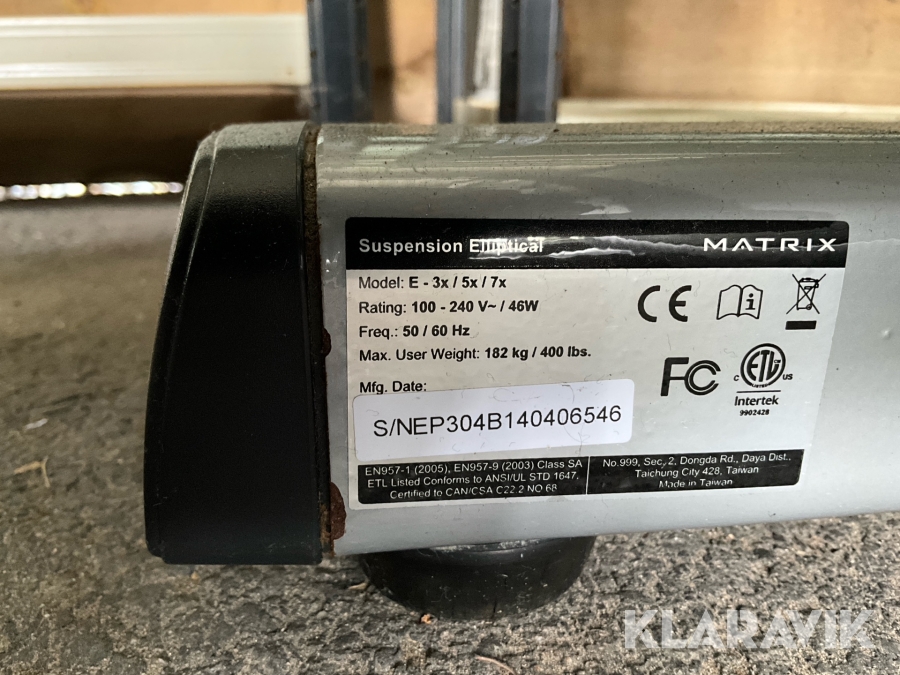 Suspension Elliptical MATRIX
Model: E - 3x / 5x / 7x
Rating: 100 - 240 V~ / 46W
Freq.: 50 / 60 Hz
Max. User Weight: 182 kg / 400 lbs.
Mfg. Date:
S/NEP304B140406546
CE
FC
c ETL us
Intertek
9902428
EN957-1 (2005), EN957-9 (2003) Class SA
ETL Listed Conforms to ANSI/UL STD 1647,
Certified to CAN/CSA C22.2 NO.68
No.999, Sec. 2, Dongda Rd., Daya Dist.,
Taichung City 428, Taiwan
Made in Taiwan
KLARAVIK